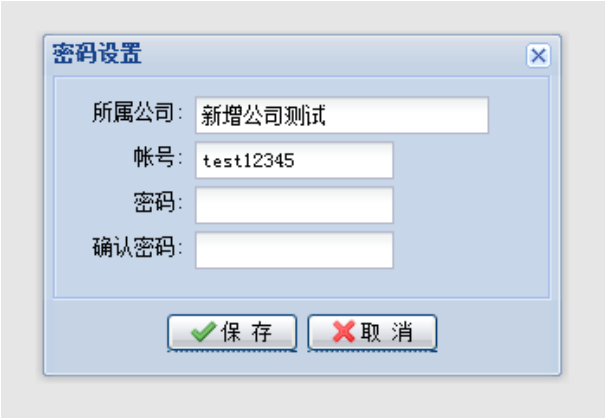 密码设置
所属公司: 新增公司测试
帐号: test12345
密码:
确认密码:
保 存 取 消